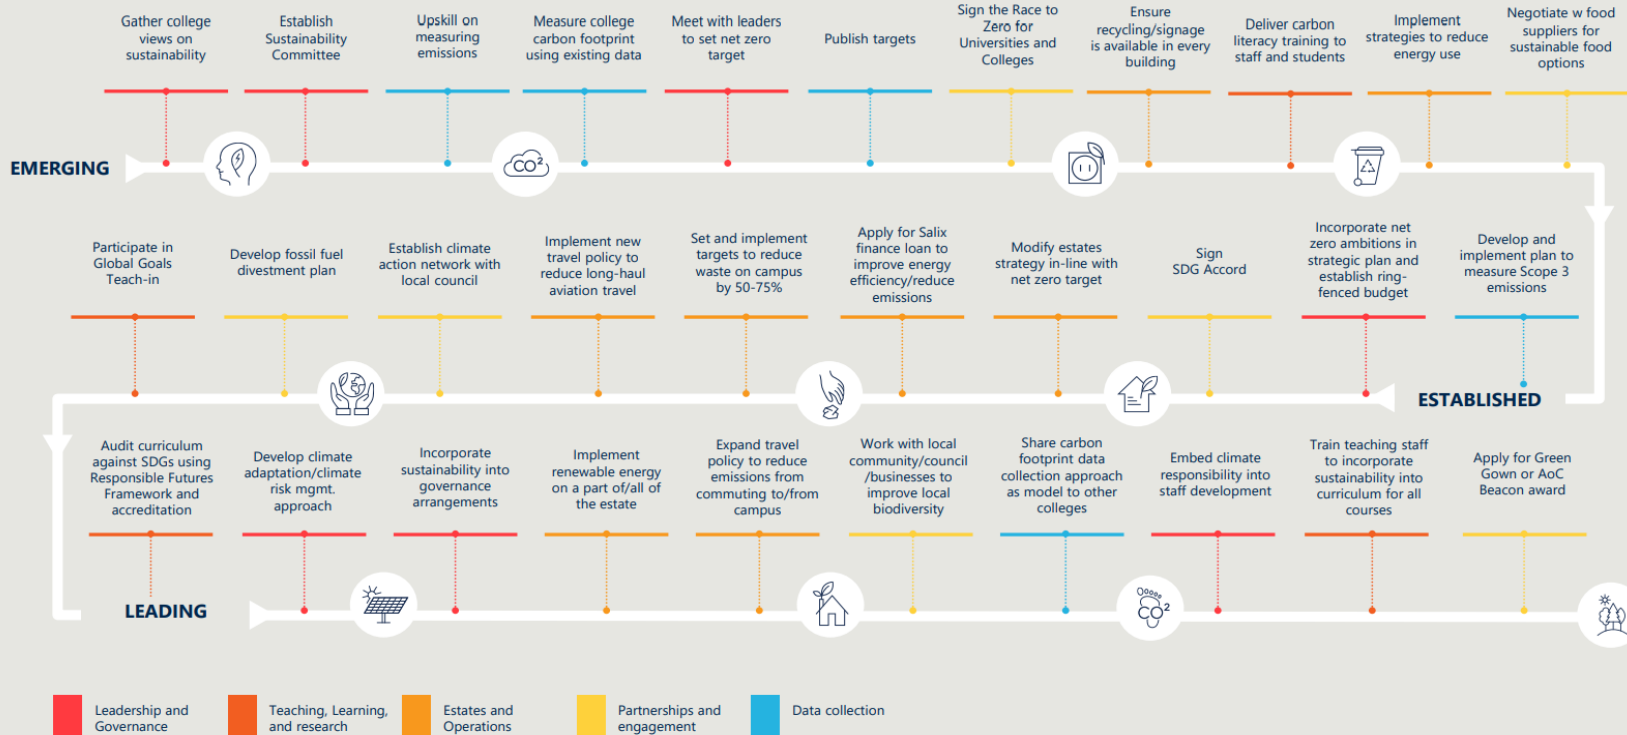 Gather college
views on
sustainability
Establish
Sustainability
Committee
Upskill on
measuring
emissions
Measure college
carbon footprint
using existing data
Meet with leaders
to set net zero
target
Publish targets
Sign the Race to
Zero for
Universities and
Colleges
Ensure
recycling/signage
is available in every
building
Deliver carbon
literacy training to
staff and students
Implement
strategies to reduce
energy use
Negotiate w food
suppliers for
sustainable food
options
EMERGING
CO²
Participate in
Global Goals
Teach-in
Develop fossil fuel
divestment plan
Establish climate
action network with
local council
Implement new
travel policy to
reduce long-haul
aviation travel
Set and implement
targets to reduce
waste on campus
by 50-75%
Apply for Salix
finance loan to
improve energy
efficiency/reduce
emissions
Modify estates
strategy in-line with
net zero target
Sign
SDG Accord
Incorporate net
zero ambitions in
strategic plan and
establish ring-
fenced budget
Develop and
implement plan to
measure Scope 3
emissions
ESTABLISHED
Audit curriculum
against SDGs using
Responsible Futures
Framework and
accreditation
Develop climate
adaptation/climate
risk mgmt.
approach
Incorporate
sustainability into
governance
arrangements
Implement
renewable energy
on a part of/all of
the estate
Expand travel
policy to reduce
emissions from
commuting to/from
campus
Work with local
community/council
/businesses to
improve local
biodiversity
Share carbon
footprint data
collection approach
as model to other
colleges
Embed climate
responsibility into
staff development
Train teaching staff
to incorporate
sustainability into
curriculum for all
courses
Apply for Green
Gown or AoC
Beacon award
LEADING
CO²
Leadership and
Governance
Teaching, Learning,
and research
Estates and
Operations
Partnerships and
engagement
Data collection